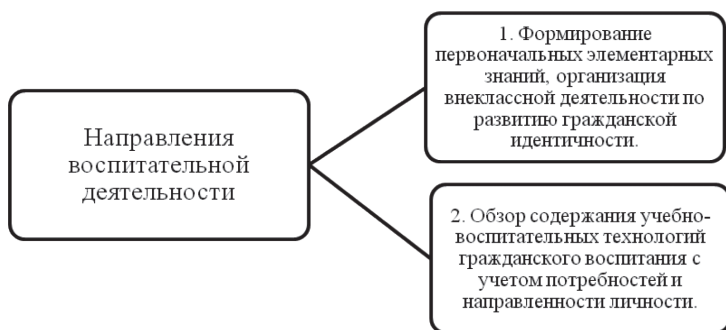 Направления
воспитательной
деятельности
1. Формирование
первоначальных элементарных
знаний, организация
внеклассной деятельности по
развитию гражданской
идентичности.
2. Обзор содержания учебно-
воспитательных технологий
гражданского воспитания с
учетом потребностей и
направленности личности.